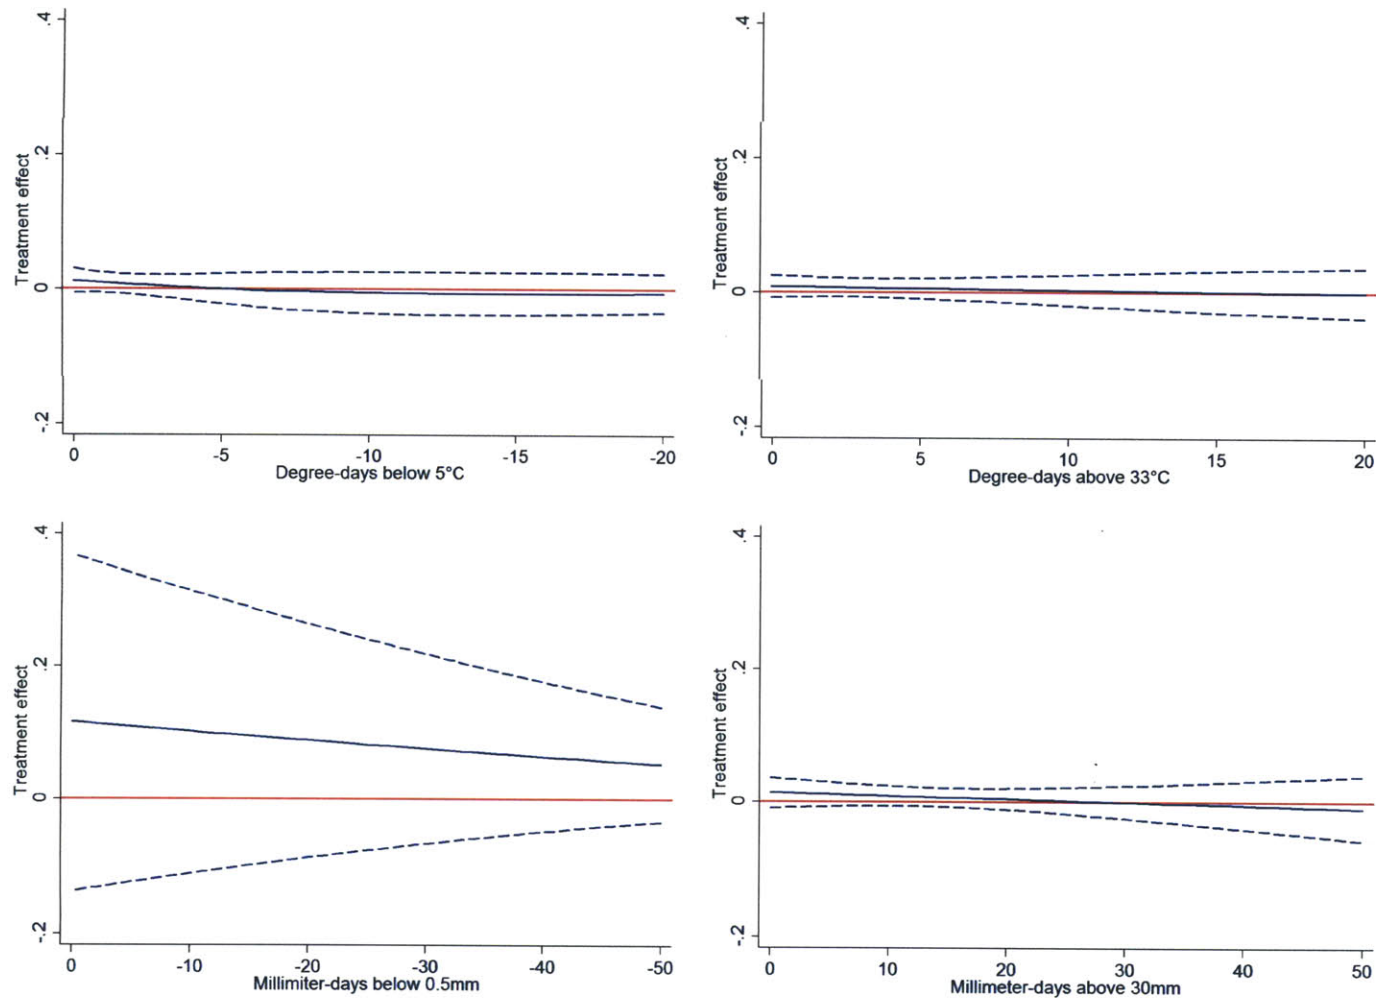 .4
.2
0
-.2
Treatment effect
0 -5 -10 -15 -20
Degree-days below 5°C
.4
.2
0
-.2
Treatment effect
0 5 10 15 20
Degree-days above 33°C
.4
.2
0
-.2
Treatment effect
0 -10 -20 -30 -40 -50
Millimiter-days below 0.5mm
.4
.2
0
-.2
Treatment effect
0 10 20 30 40 50
Millimeter-days above 30mm